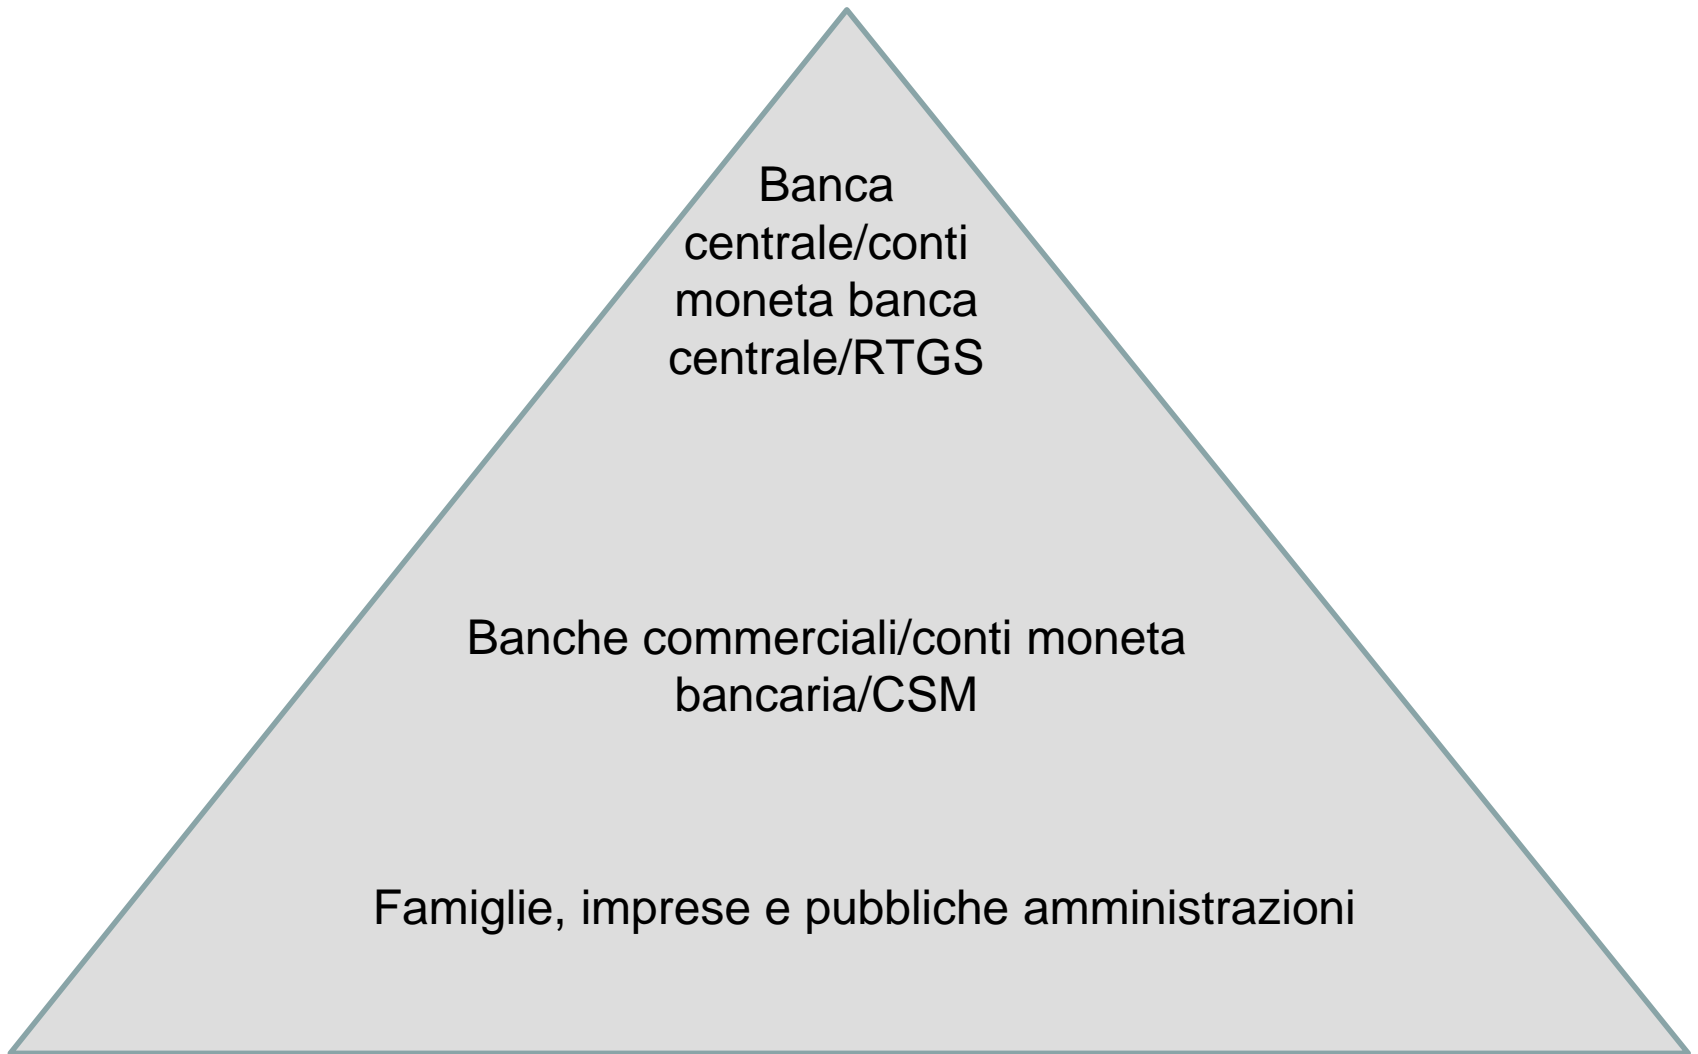 Banca
centrale/conti
moneta banca
centrale/RTGS
Banche commerciali/conti moneta
bancaria/CSM
Famiglie, imprese e pubbliche amministrazioni